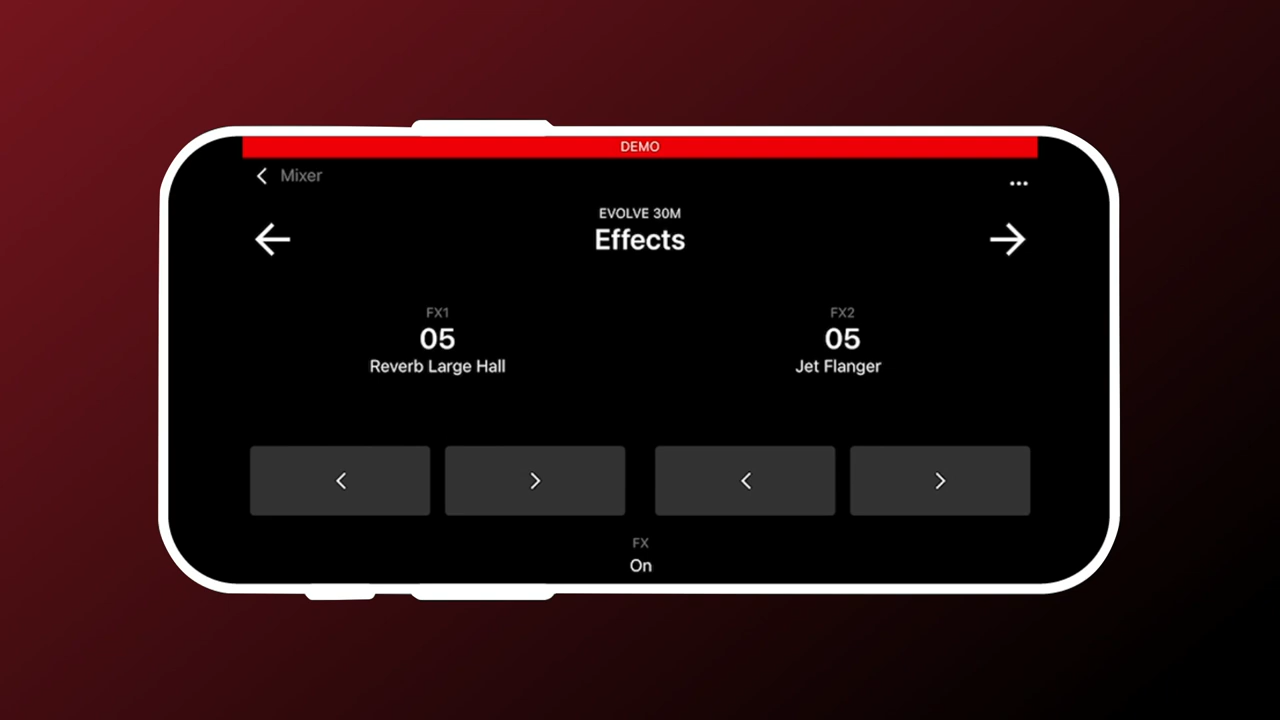 DEMO
Mixer
EVOLVE 30M
Effects
FX1
05
Reverb Large Hall
FX2
05
Jet Flanger
FX
On